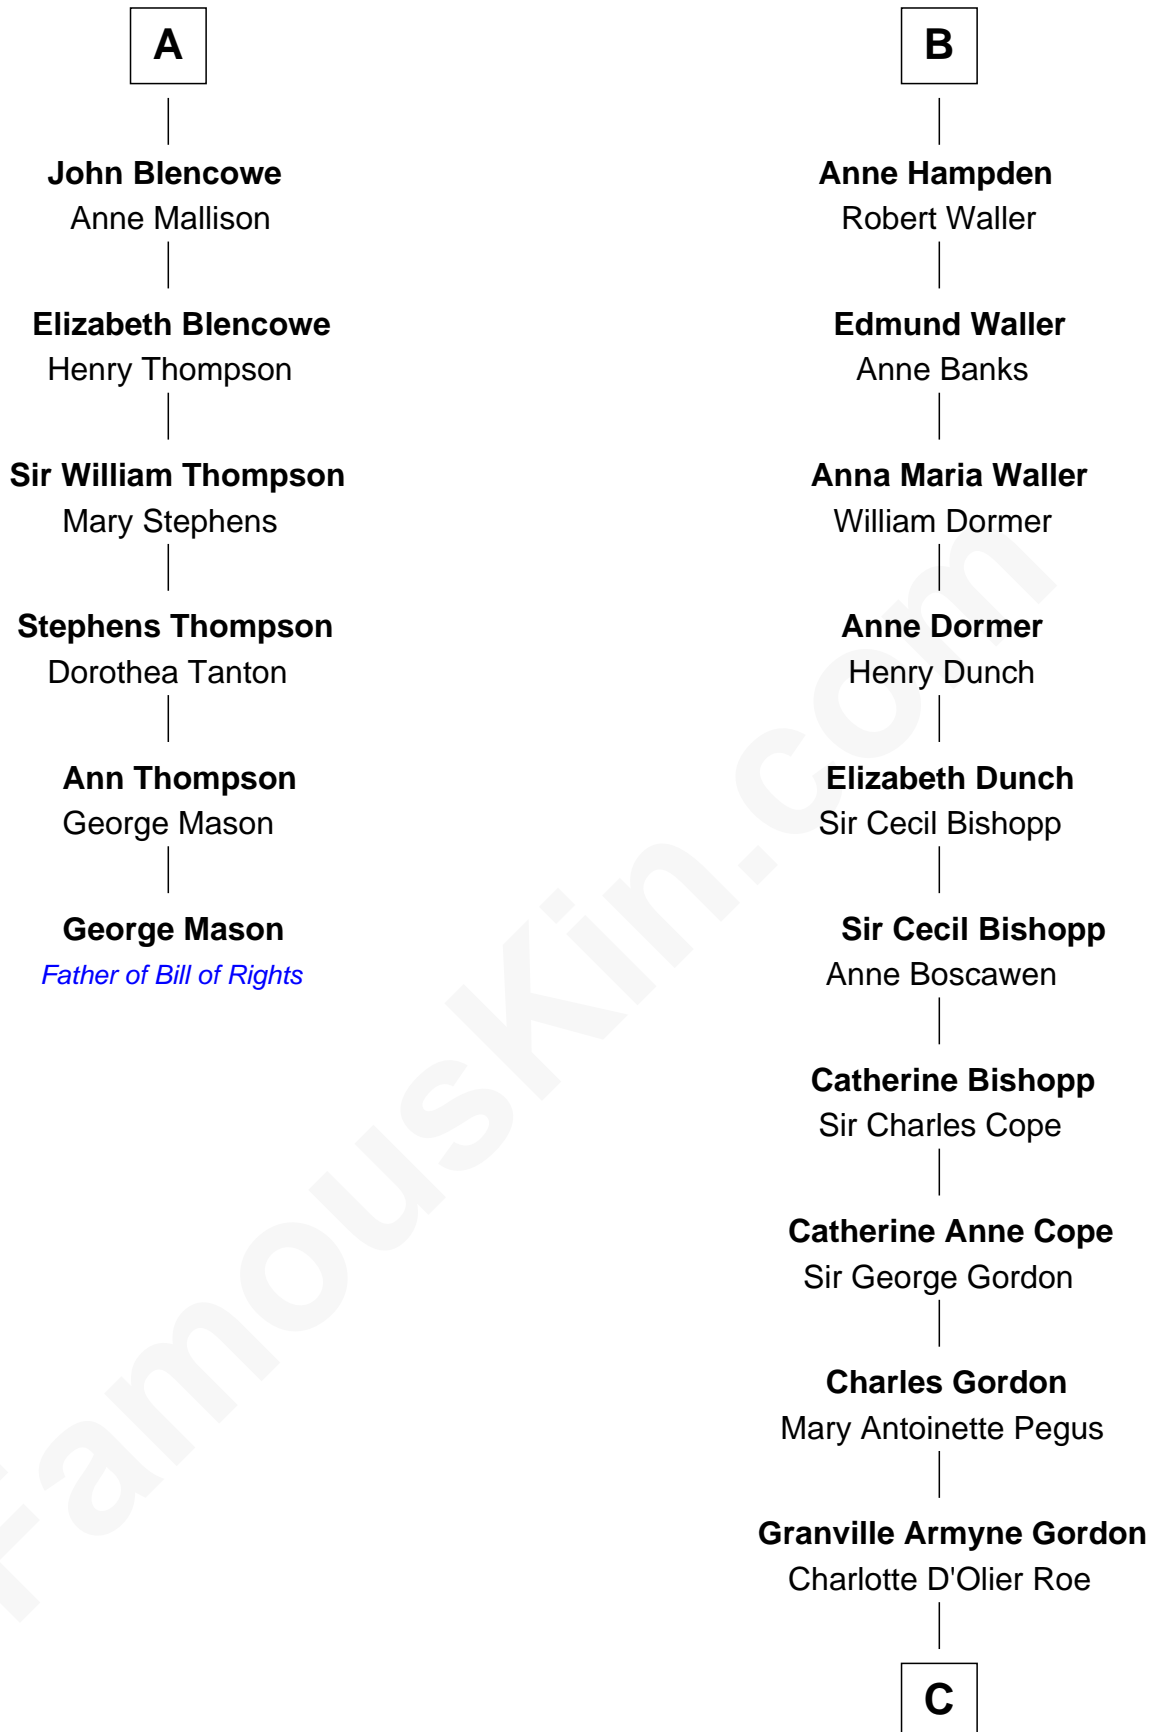 A
John Blencowe
Anne Mallison
Elizabeth Blencowe
Henry Thompson
Sir William Thompson
Mary Stephens
Stephens Thompson
Dorothea Tanton
Ann Thompson
George Mason
George Mason
Father of Bill of Rights
B
Anne Hampden
Robert Waller
Edmund Waller
Anne Banks
Anna Maria Waller
William Dormer
Anne Dormer
Henry Dunch
Elizabeth Dunch
Sir Cecil Bishopp
Sir Cecil Bishopp
Anne Boscawen
Catherine Bishopp
Sir Charles Cope
Catherine Anne Cope
Sir George Gordon
Charles Gordon
Mary Antoinette Pegus
Granville Armyne Gordon
Charlotte D'Olier Roe
C
FamousKin.com